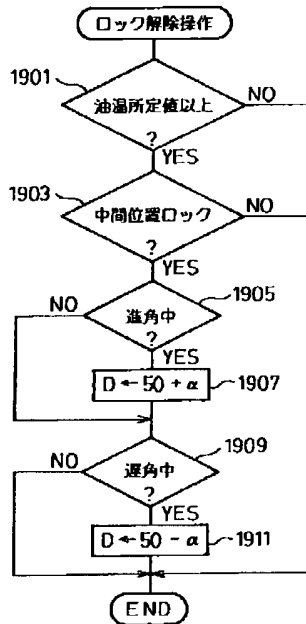 ロック解除操作
1901
油温所定値以上
?
NO
YES
1903
中間位置ロック
?
NO
YES
1905
進角中
?
NO
YES
D ← 50 + α
1907
1909
遅角中
?
NO
YES
D ← 50 - α
1911
END